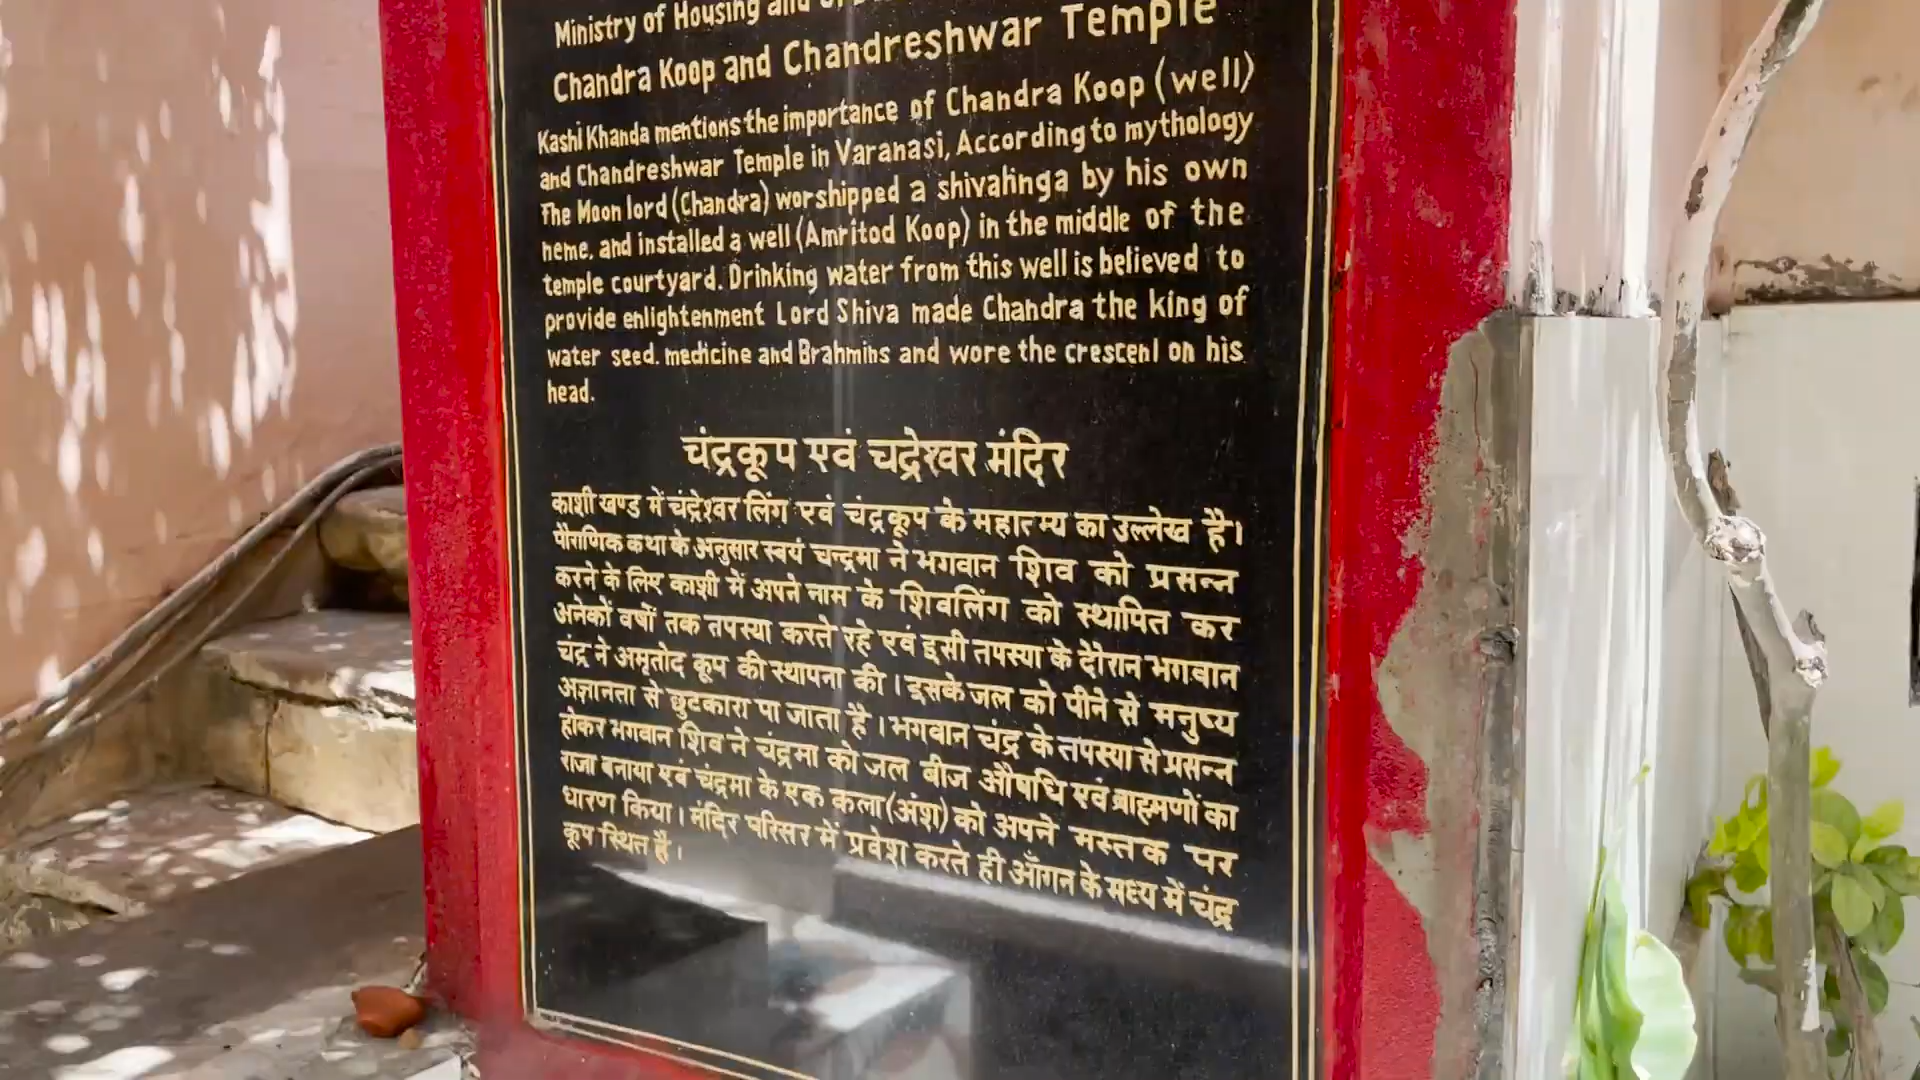 Ministry of Housing and
Chandra Koop and Chandreshwar Temple
Kashi Khanda mentions the importance of Chandra Koop (well)
and Chandreshwar Temple in Varanasi, According to mythology
The Moon lord (Chandra) worshipped a shivalinga by his own
neme, and installed a well (Amritod Koop) in the middle of the
temple courtyard. Drinking water from this well is believed to
provide enlightenment Lord Shiva made Chandra the king of
water seed. medicine and Brahmins and wore the crescent on his
head.
चंद्रकूप एवं चद्रेश्वर मंदिर
काशी खण्ड में चंद्रेश्वर लिंग एवं चंद्रकूप के महात्म्य का उल्लेख है।
पौराणिक कथा के अनुसार स्वयं चन्द्रमा ने भगवान शिव को प्रसन्न
करने के लिए काशी में अपने नाम के शिवलिंग को स्थापित कर
अनेकों वर्षों तक तपस्या करते रहे एवं इसी तपस्या के दौरान भगवान
चंद्र ने अमृतोद कूप की स्थापना की। इसके जल को पीने से मनुष्य
अज्ञानता से छुटकारा पा जाता है। भगवान चंद्र के तपस्या से प्रसन्न
होकर भगवान शिव ने चंद्रमा को जल बीज औषधि एवं ब्राह्मणों का
राजा बनाया एवं चंद्रमा के एक कला (अंश) को अपने मस्तक पर
धारण किया। मंदिर परिसर में प्रवेश करते ही आँगन के मध्य में चंद्र
कूप स्थित है।